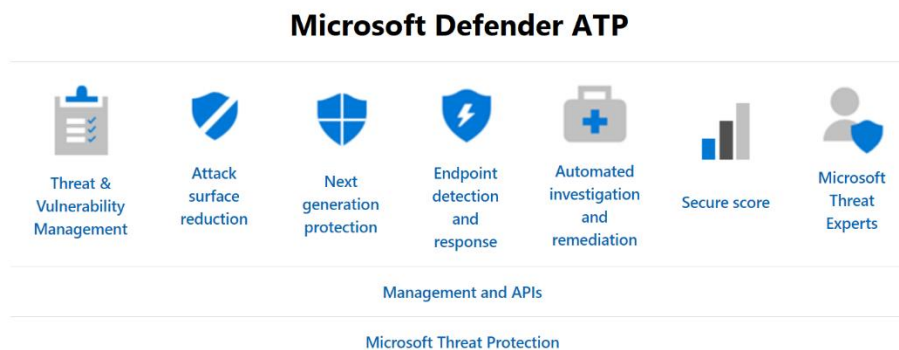 Microsoft Defender ATP
Threat &
Vulnerability
Management
Attack
surface
reduction
Next
generation
protection
Endpoint
detection
and
response
Automated
investigation
and
remediation
Secure score
Microsoft
Threat
Experts
Management and APIs
Microsoft Threat Protection